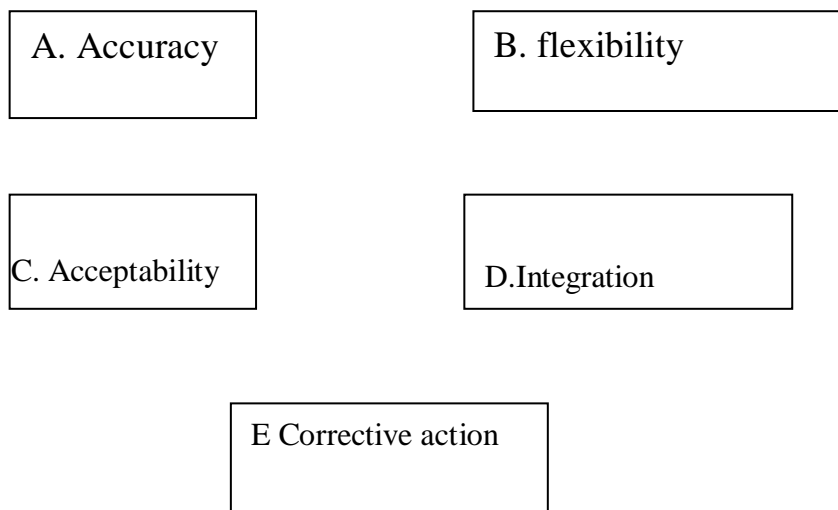 A. Accuracy
B. flexibility
C. Acceptability
D.Integration
E Corrective action